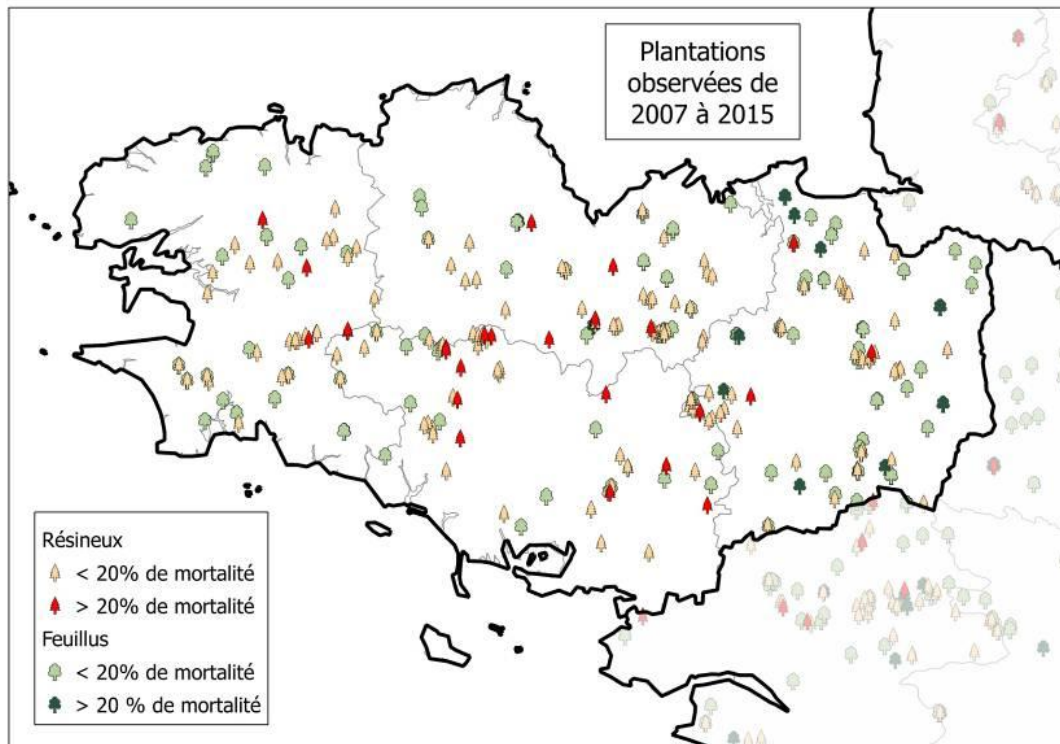 Plantations
observées de
2007 à 2015
Résineux
< 20% de mortalité
> 20% de mortalité
Feuillus
< 20% de mortalité
> 20 % de mortalité